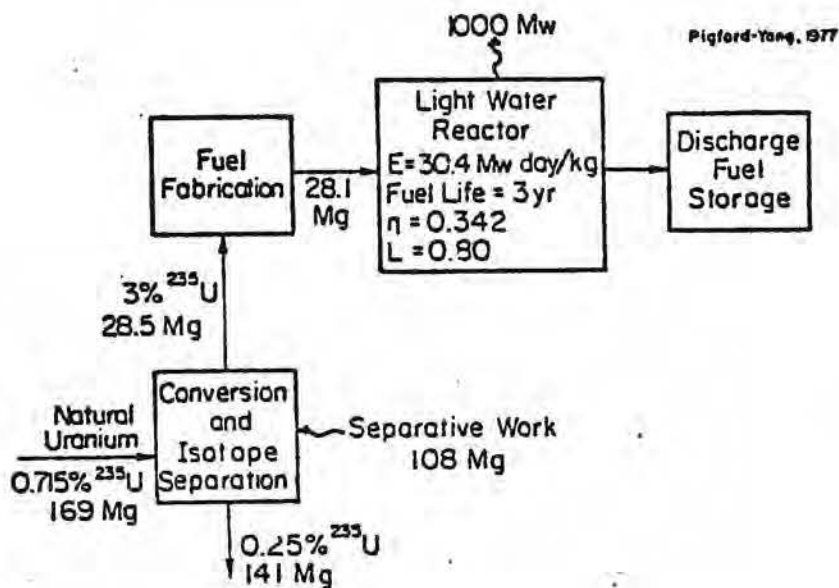 1000 Mw
Pigford-Yang, 1977
Light Water
Reactor
E=30.4 Mw day/kg
Fuel Life = 3 yr
η = 0.342
L = 0.80
Fuel
Fabrication
28.1
Mg
Discharge
Fuel
Storage
3% ²³⁵U
28.5 Mg
Conversion
and
Isotope
Separation
Natural
Uranium
0.715% ²³⁵U
169 Mg
Separative Work
108 Mg
0.25% ²³⁵U
141 Mg